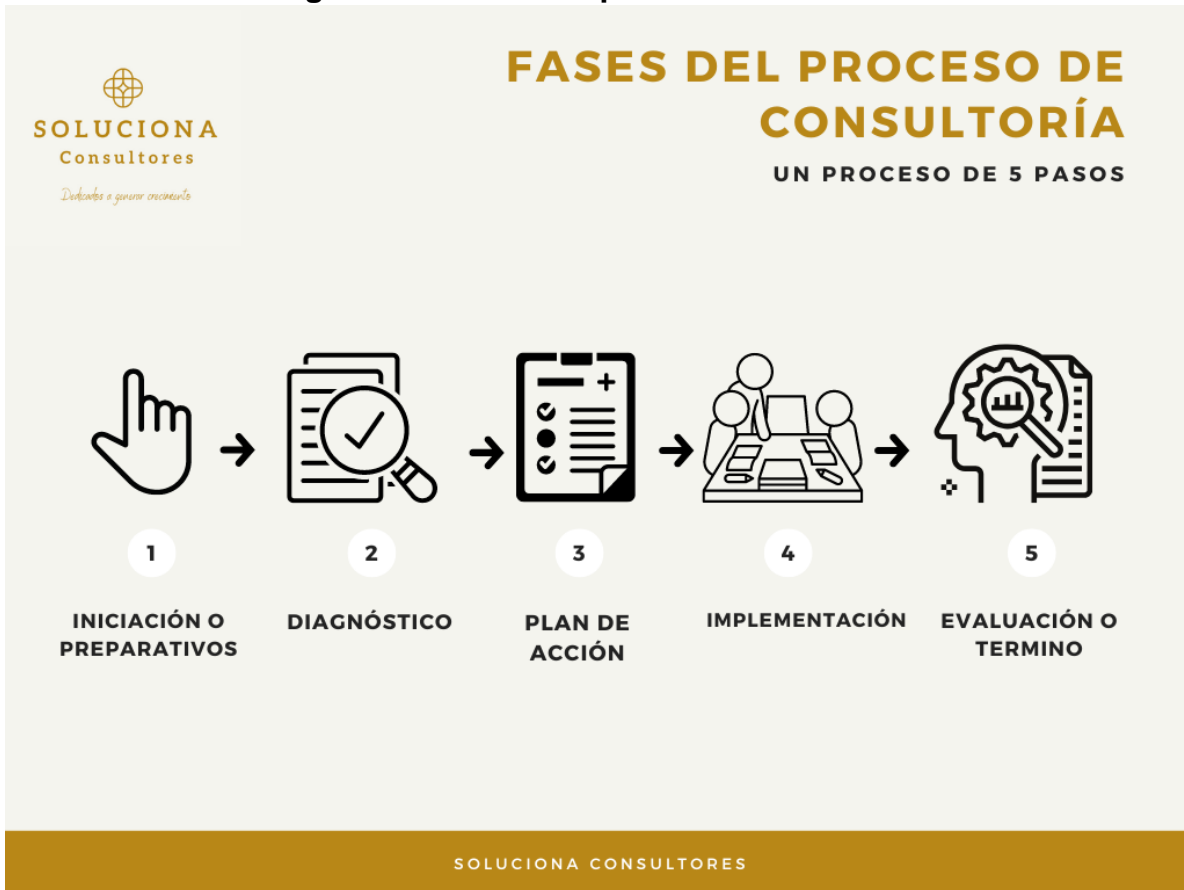 SOLUCIONA
Consultores
Dedicados a generar crecimiento
FASES DEL PROCESO DE
CONSULTORÍA
UN PROCESO DE 5 PASOS
1
INICIACIÓN O
PREPARATIVOS
2
DIAGNÓSTICO
3
PLAN DE
ACCIÓN
4
IMPLEMENTACIÓN
5
EVALUACIÓN O
TERMINO
SOLUCIONA CONSULTORES